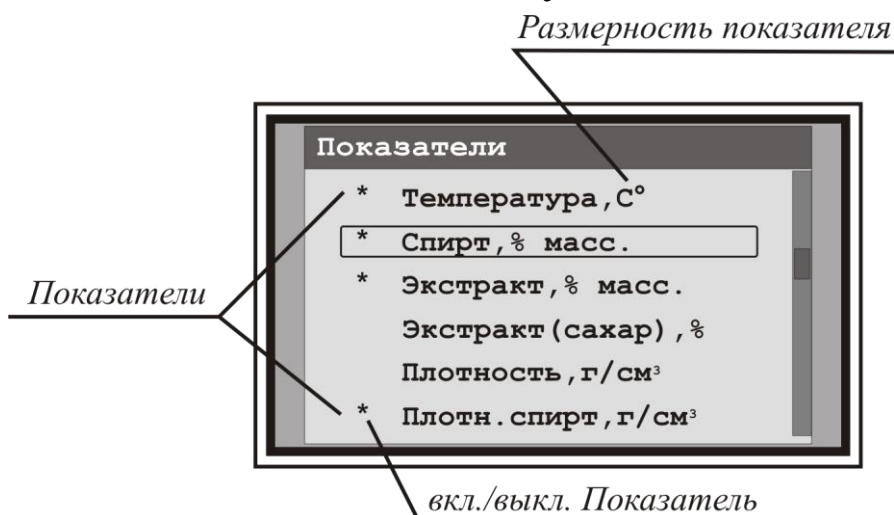 Размерность показателя
Показатели
* Температура,С°
* Спирт,% масс.
* Экстракт,% масс.
Экстракт(сахар),%
Плотность,г/см³
* Плотн.спирт,г/см³
Показатели
вкл./выкл. Показатель